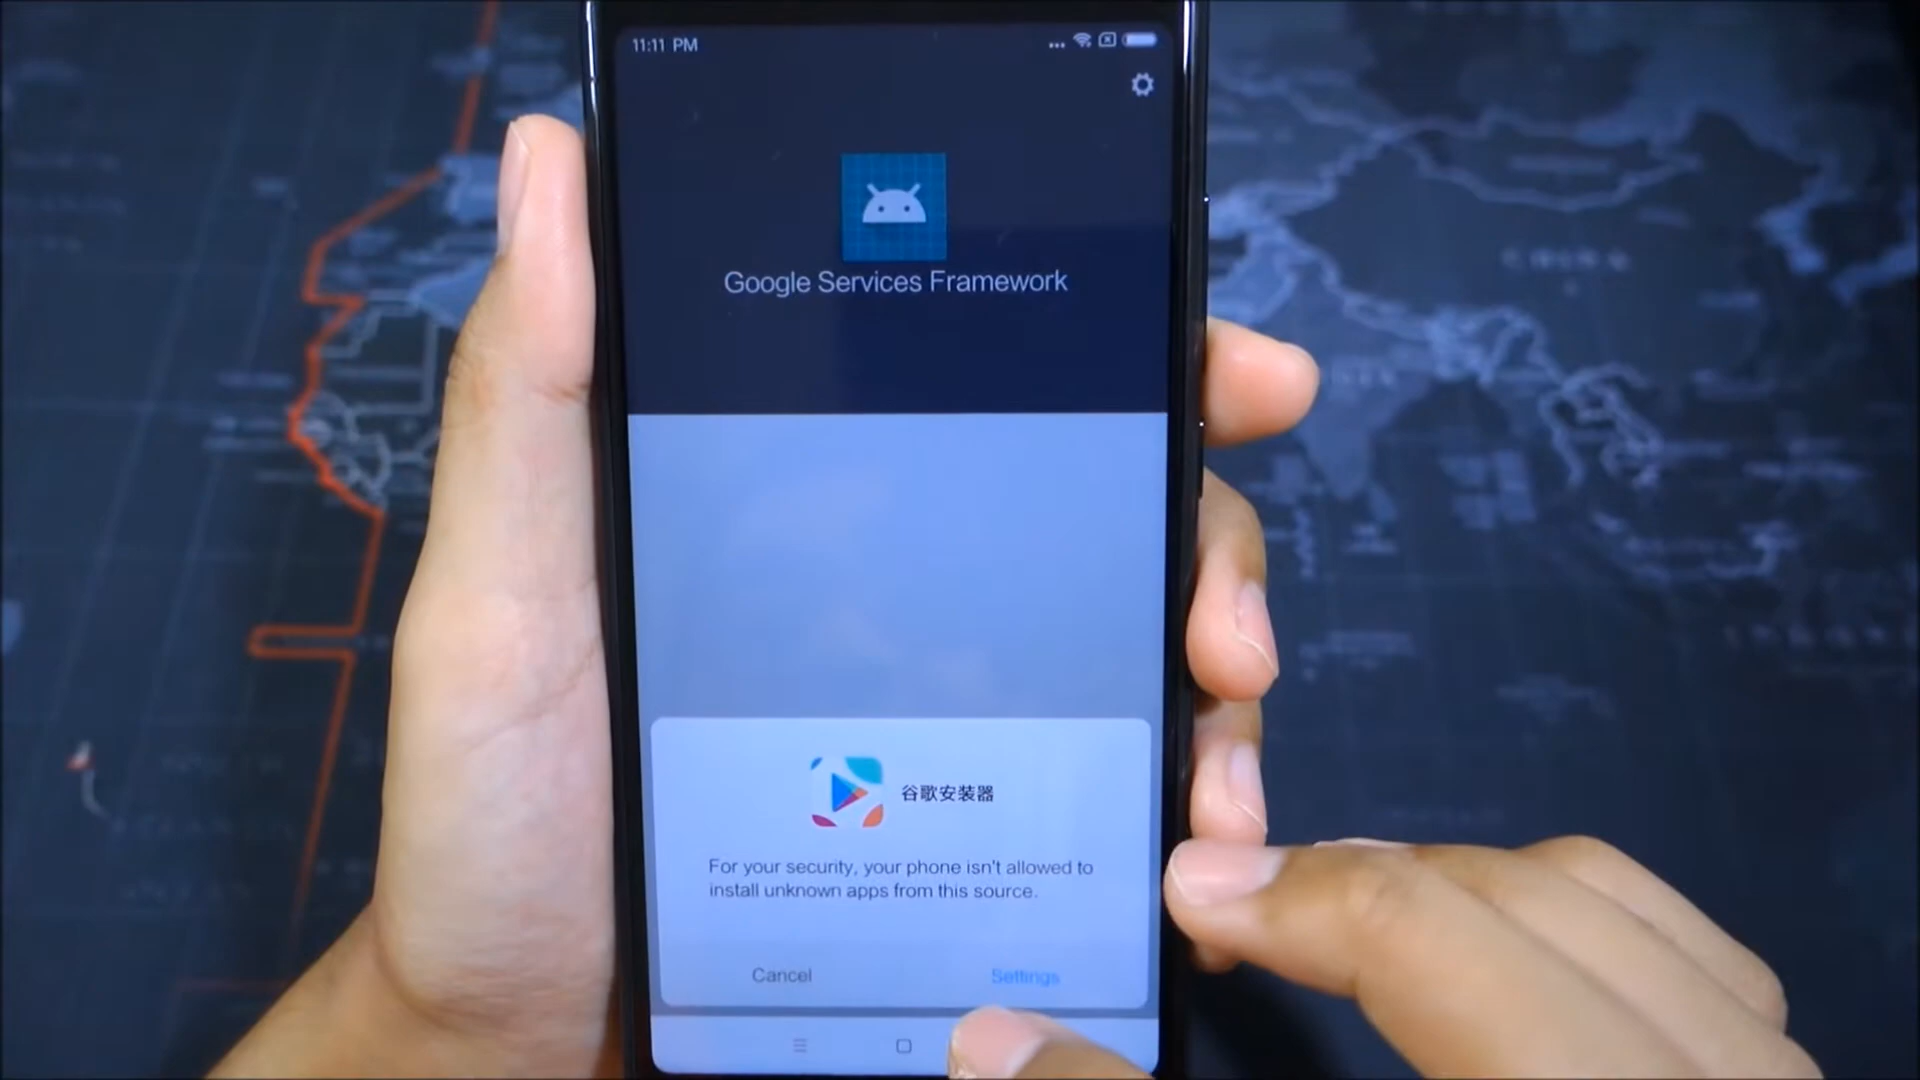 11:11 PM
Google Services Framework
谷歌安装器
For your security, your phone isn't allowed to
install unknown apps from this source.
Cancel
Settings